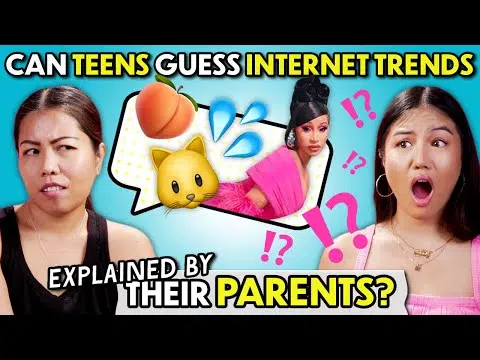 CAN TEENS GUESS INTERNET TRENDS
!?
!?
!?
!?
EXPLAINED BY
THEIR PARENTS?